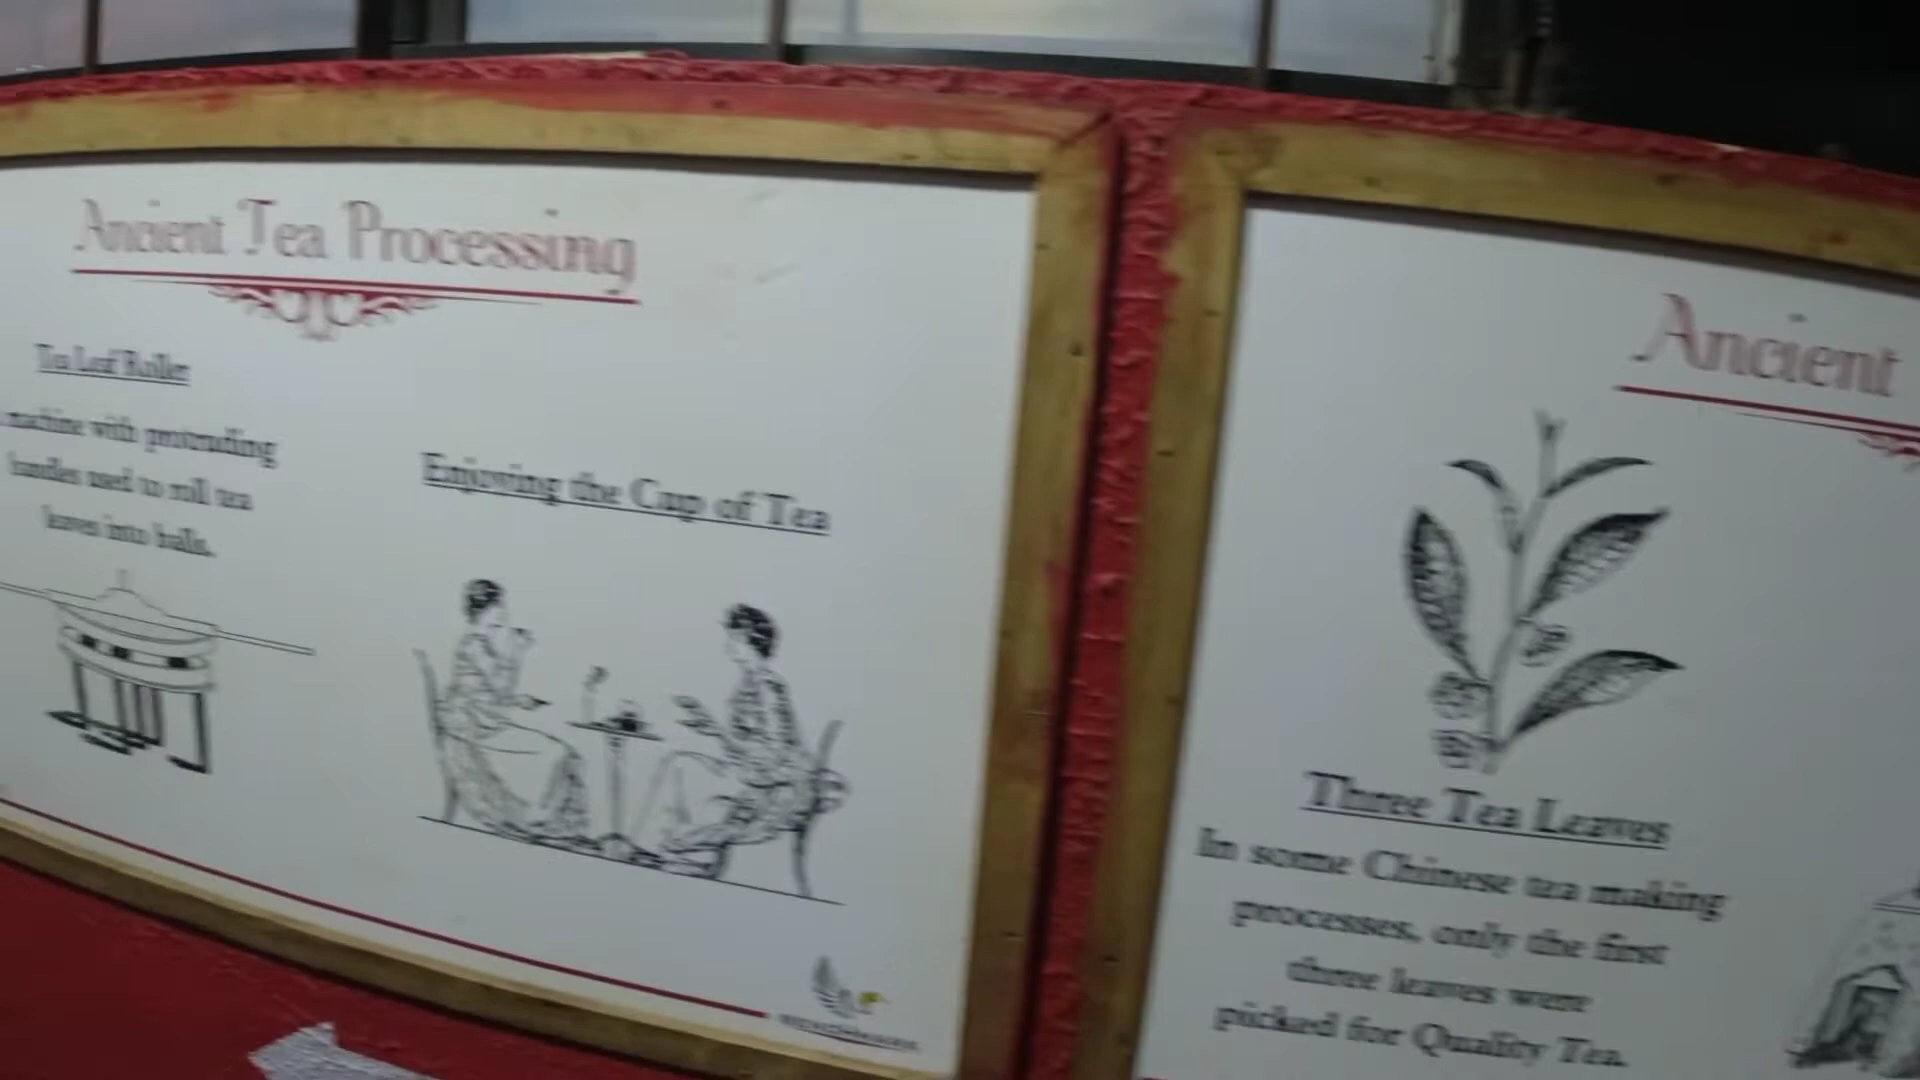 Ancient Tea Processing
Tea Leaf Roller
machine with protruding
handles used to roll tea
leaves into balls.
Enjoying the Cup of Tea
Ancient
Three Tea Leaves
In some Chinese tea making
processes, only the first
three leaves were
picked for Quality Tea.